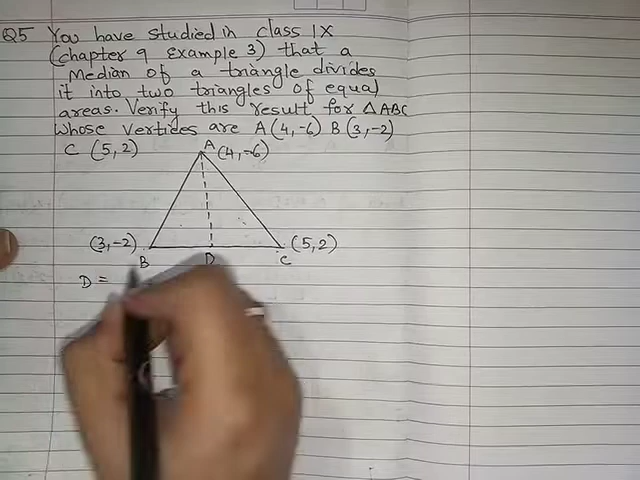 Q5 You have studied in class IX
(chapter 9 Example 3) that a
Median of a triangle divides
it into two triangles of equal
areas. Verify this result for △ABC
Whose vertices are A(4,-6) B(3,-2)
C (5,2)
A (4,-6)
(3,-2)
(5,2)
B
D
C
D =